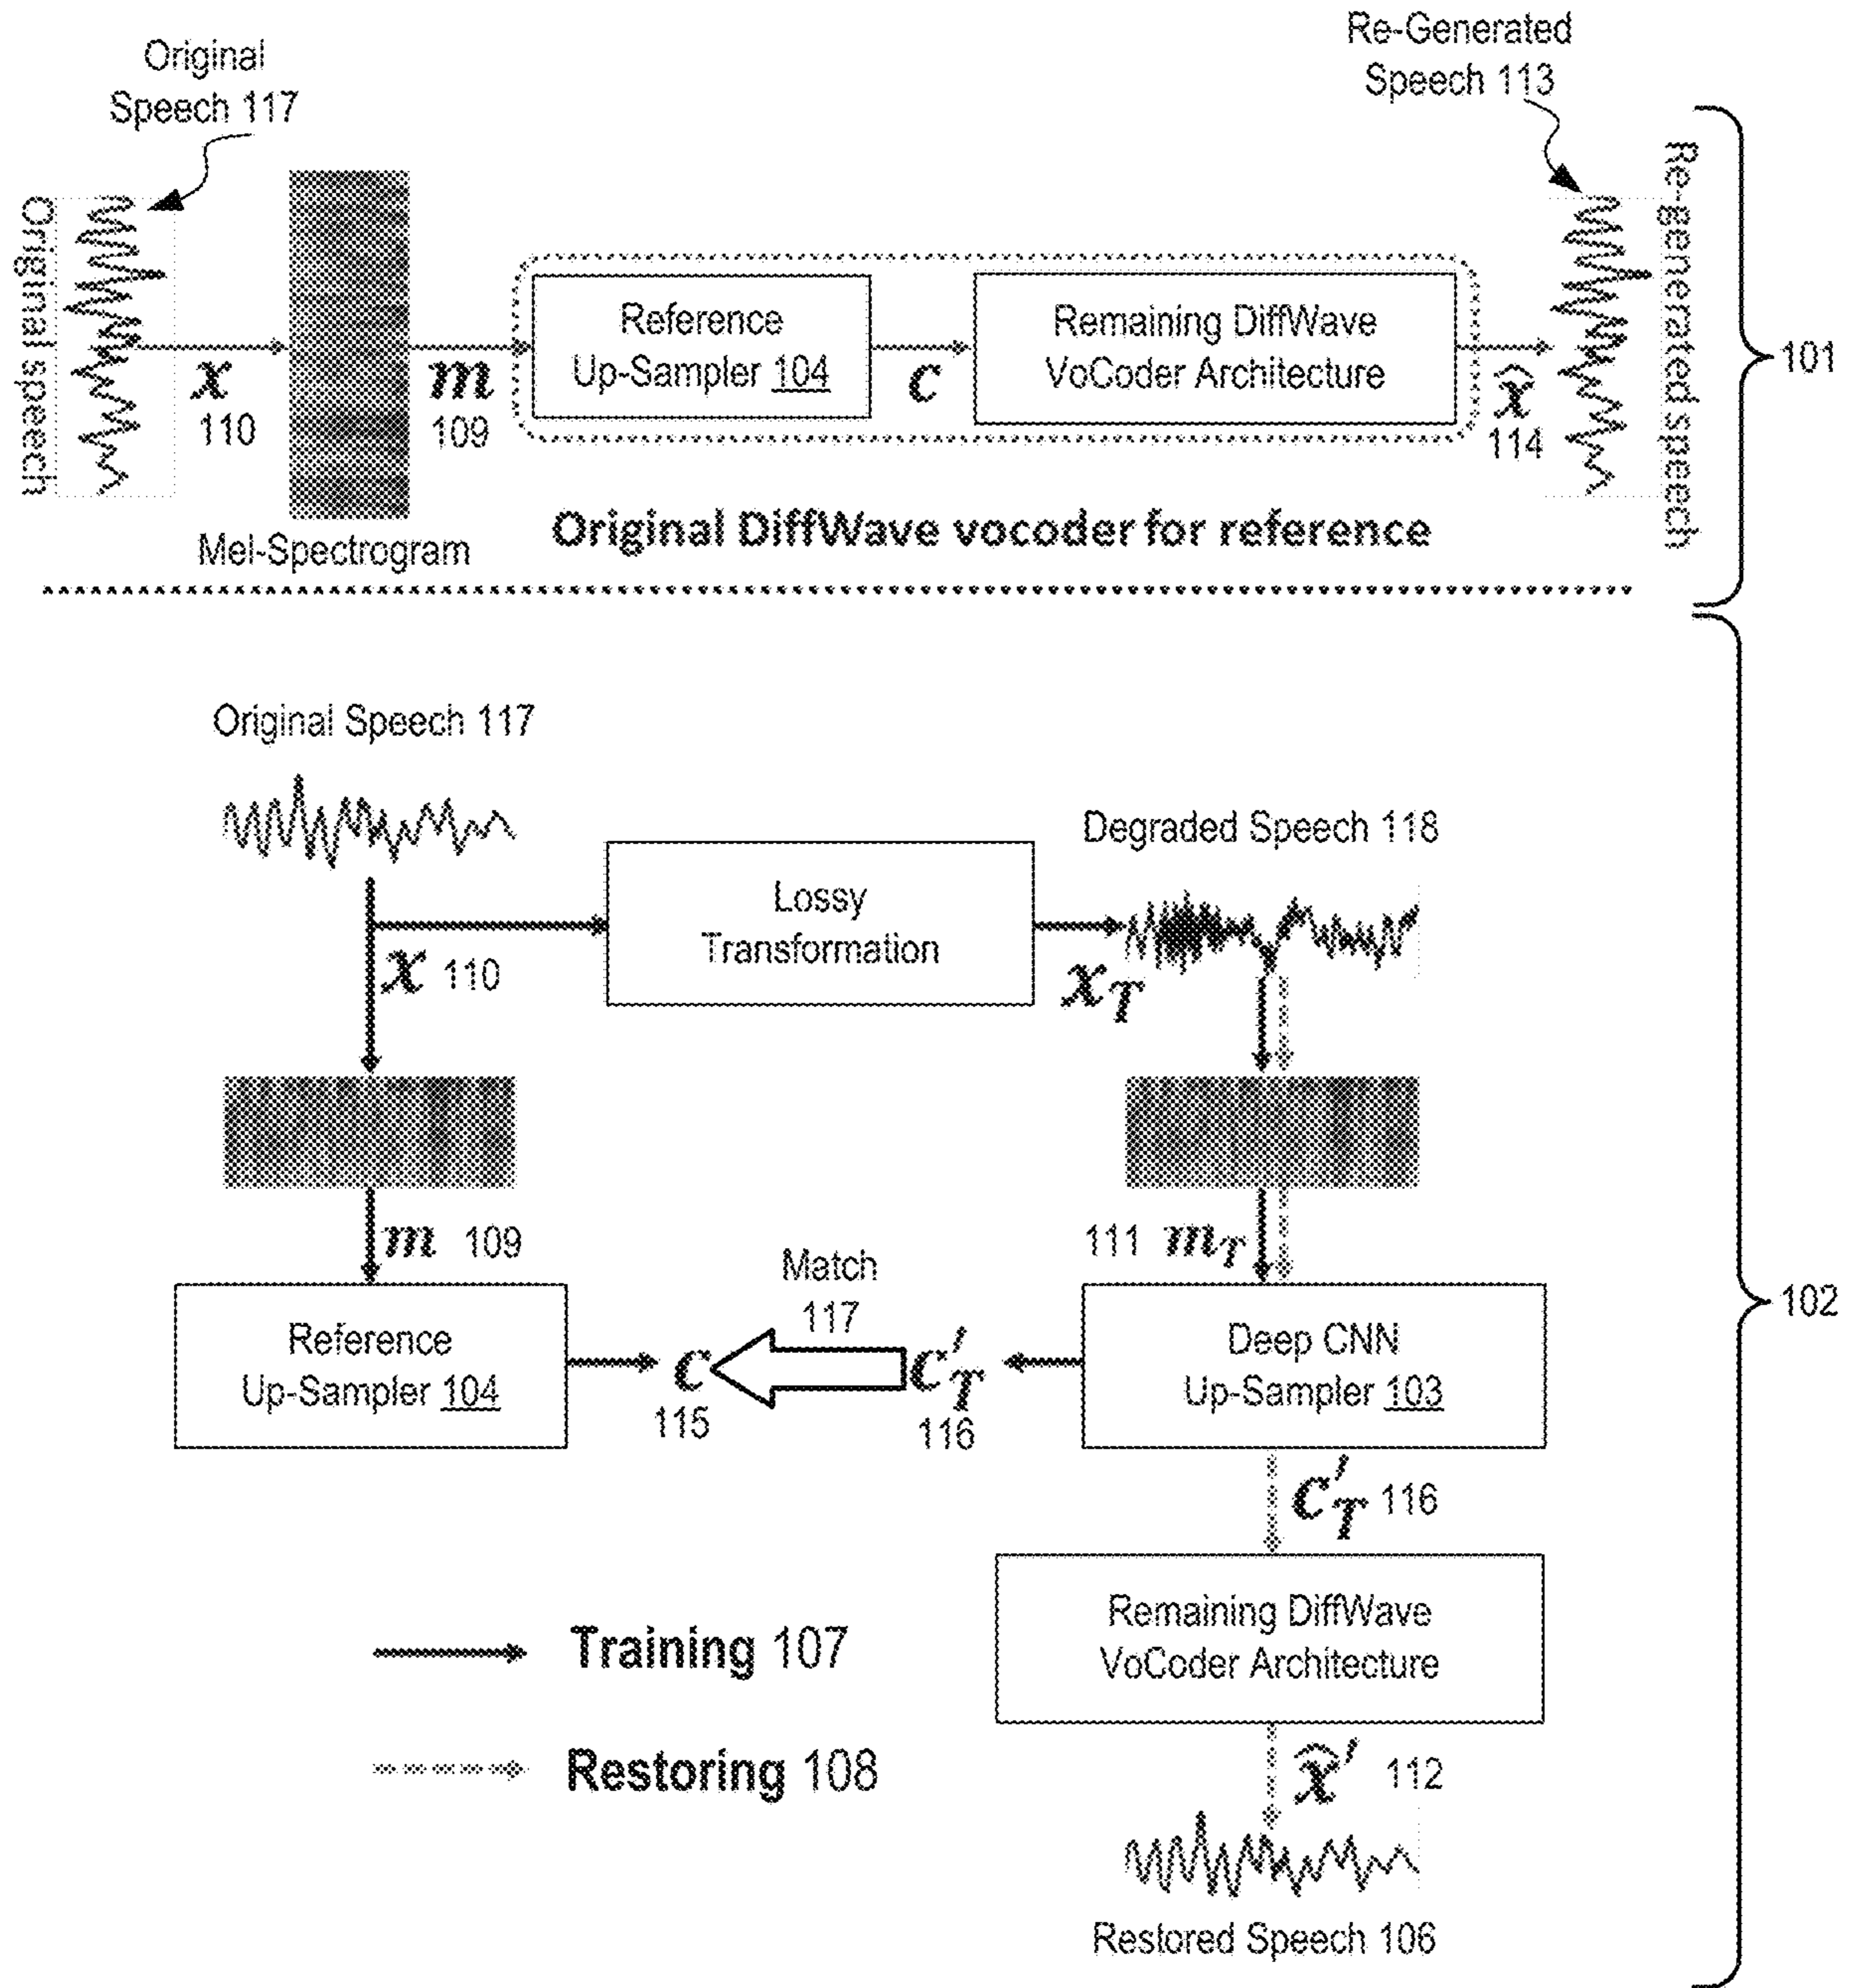 Original
Speech 117
Re-Generated
Speech 113
Original speech
Re-generated speech
x
110
m
109
Reference
Up-Sampler 104
C
Remaining DiffWave
VoCoder Architecture
x̂
114
101
Mel-Spectrogram
Original DiffWave vocoder for reference
Original Speech 117
Degraded Speech 118
Lossy
Transformation
x 110
x_T
m 109
111 m_T
Match
117
Reference
Up-Sampler 104
C
115
C'_T
116
Deep CNN
Up-Sampler 103
102
C'_T 116
Remaining DiffWave
VoCoder Architecture
Training 107
Restoring 108
x̂' 112
Restored Speech 106